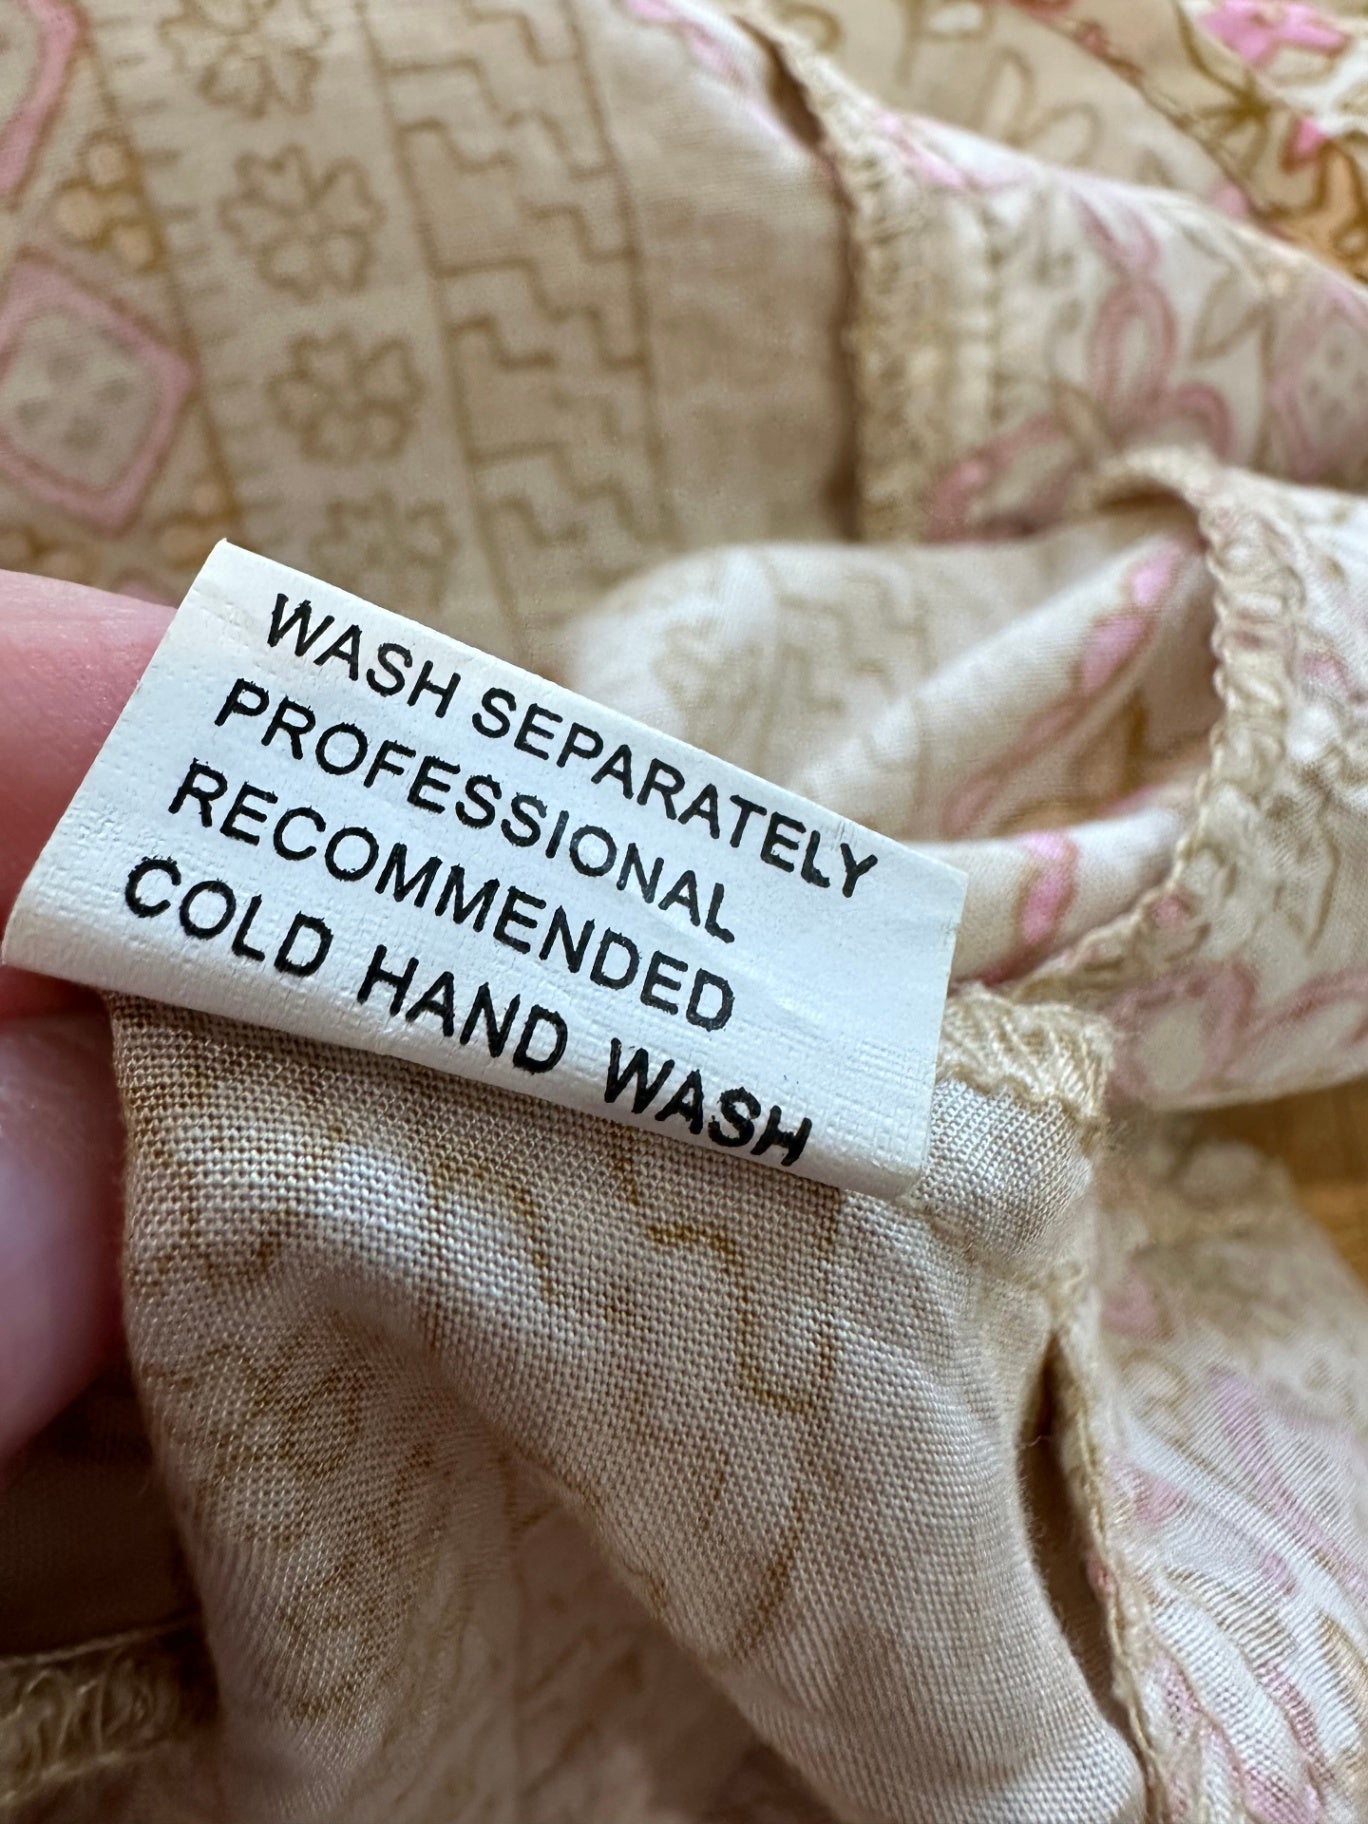 WASH SEPARATELY
PROFESSIONAL
RECOMMENDED
COLD HAND WASH